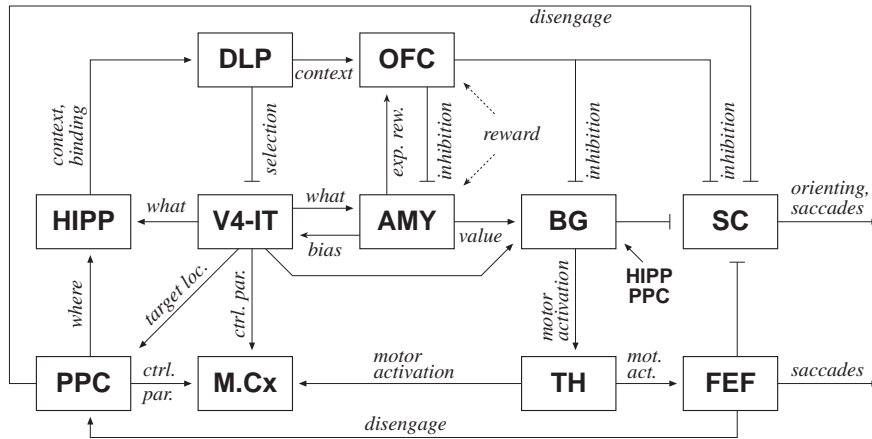 disengage
DLP
OFC
context
context,
binding
selection
exp. rew.
inhibition
reward
inhibition
inhibition
HIPP
what
V4-IT
what
bias
AMY
value
BG
SC
orienting,
saccades
HIPP
PPC
where
target loc.
ctrl. par.
motor
activation
PPC
ctrl.
par.
M.Cx
motor
activation
TH
mot.
act.
FEF
saccades
disengage